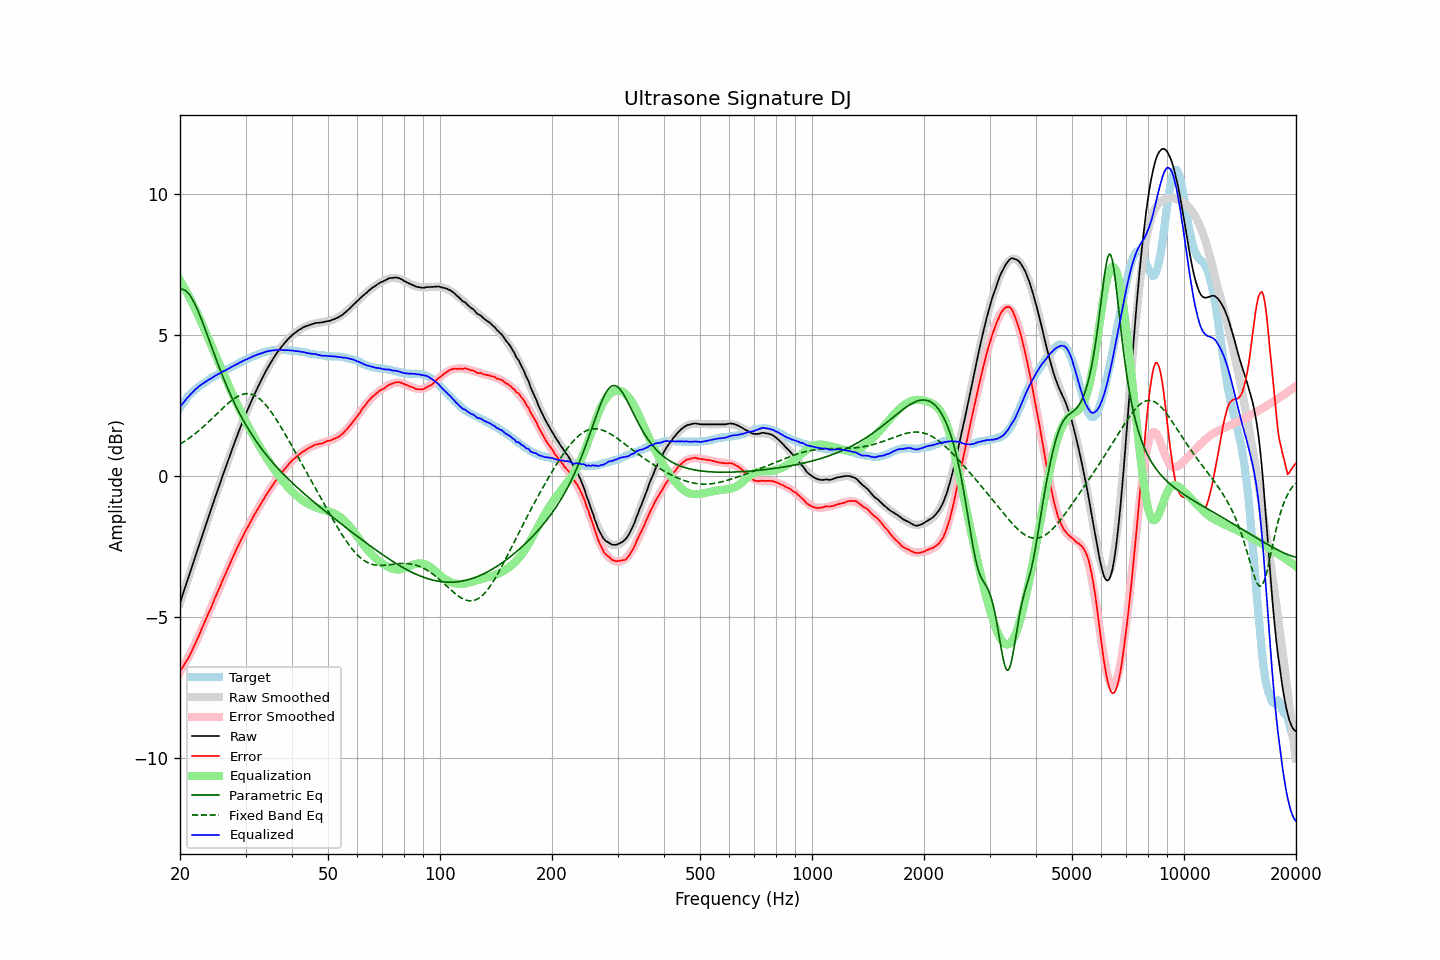 Ultrasone Signature DJ
Amplitude (dBr)
10
5
0
−5
−10
Target
Raw Smoothed
Error Smoothed
Raw
Error
Equalization
Parametric Eq
Fixed Band Eq
Equalized
20 50 100 200 500 1000 2000 5000 10000 20000
Frequency (Hz)